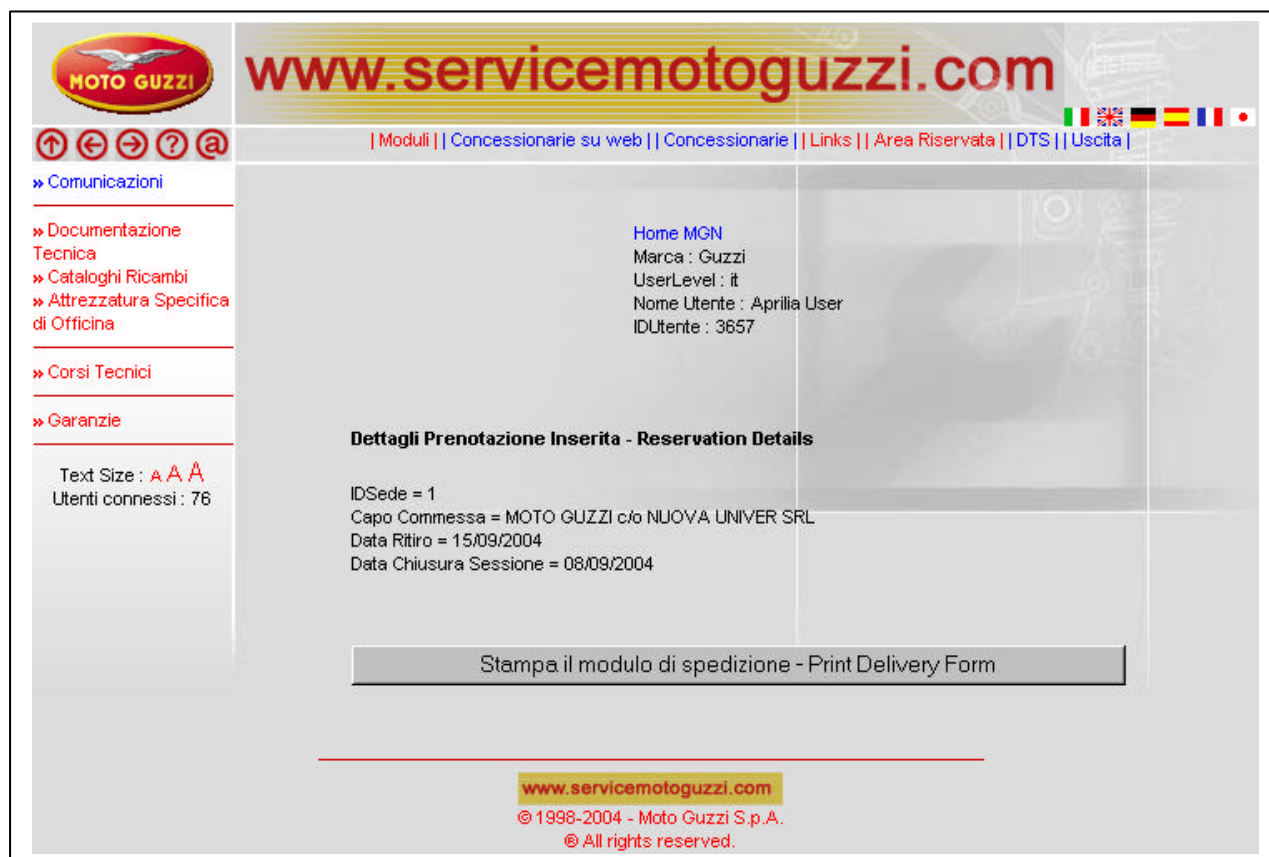 MOTO GUZZI
www.servicemotoguzzi.com
| Moduli | | Concessionarie su web | | Concessionarie | | Links | | Area Riservata | | DTS | | Uscita |
» Comunicazioni
» Documentazione
Tecnica
» Cataloghi Ricambi
» Attrezzatura Specifica
di Officina
» Corsi Tecnici
» Garanzie
Text Size : A A A
Utenti connessi : 76
Home MGN
Marca : Guzzi
UserLevel : it
Nome Utente : Aprilia User
IDUtente : 3657
Dettagli Prenotazione Inserita - Reservation Details
IDSede = 1
Capo Commessa = MOTO GUZZI c/o NUOVA UNIVER SRL
Data Ritiro = 15/09/2004
Data Chiusura Sessione = 08/09/2004
Stampa il modulo di spedizione - Print Delivery Form
www.servicemotoguzzi.com
© 1998-2004 - Moto Guzzi S.p.A.
® All rights reserved.